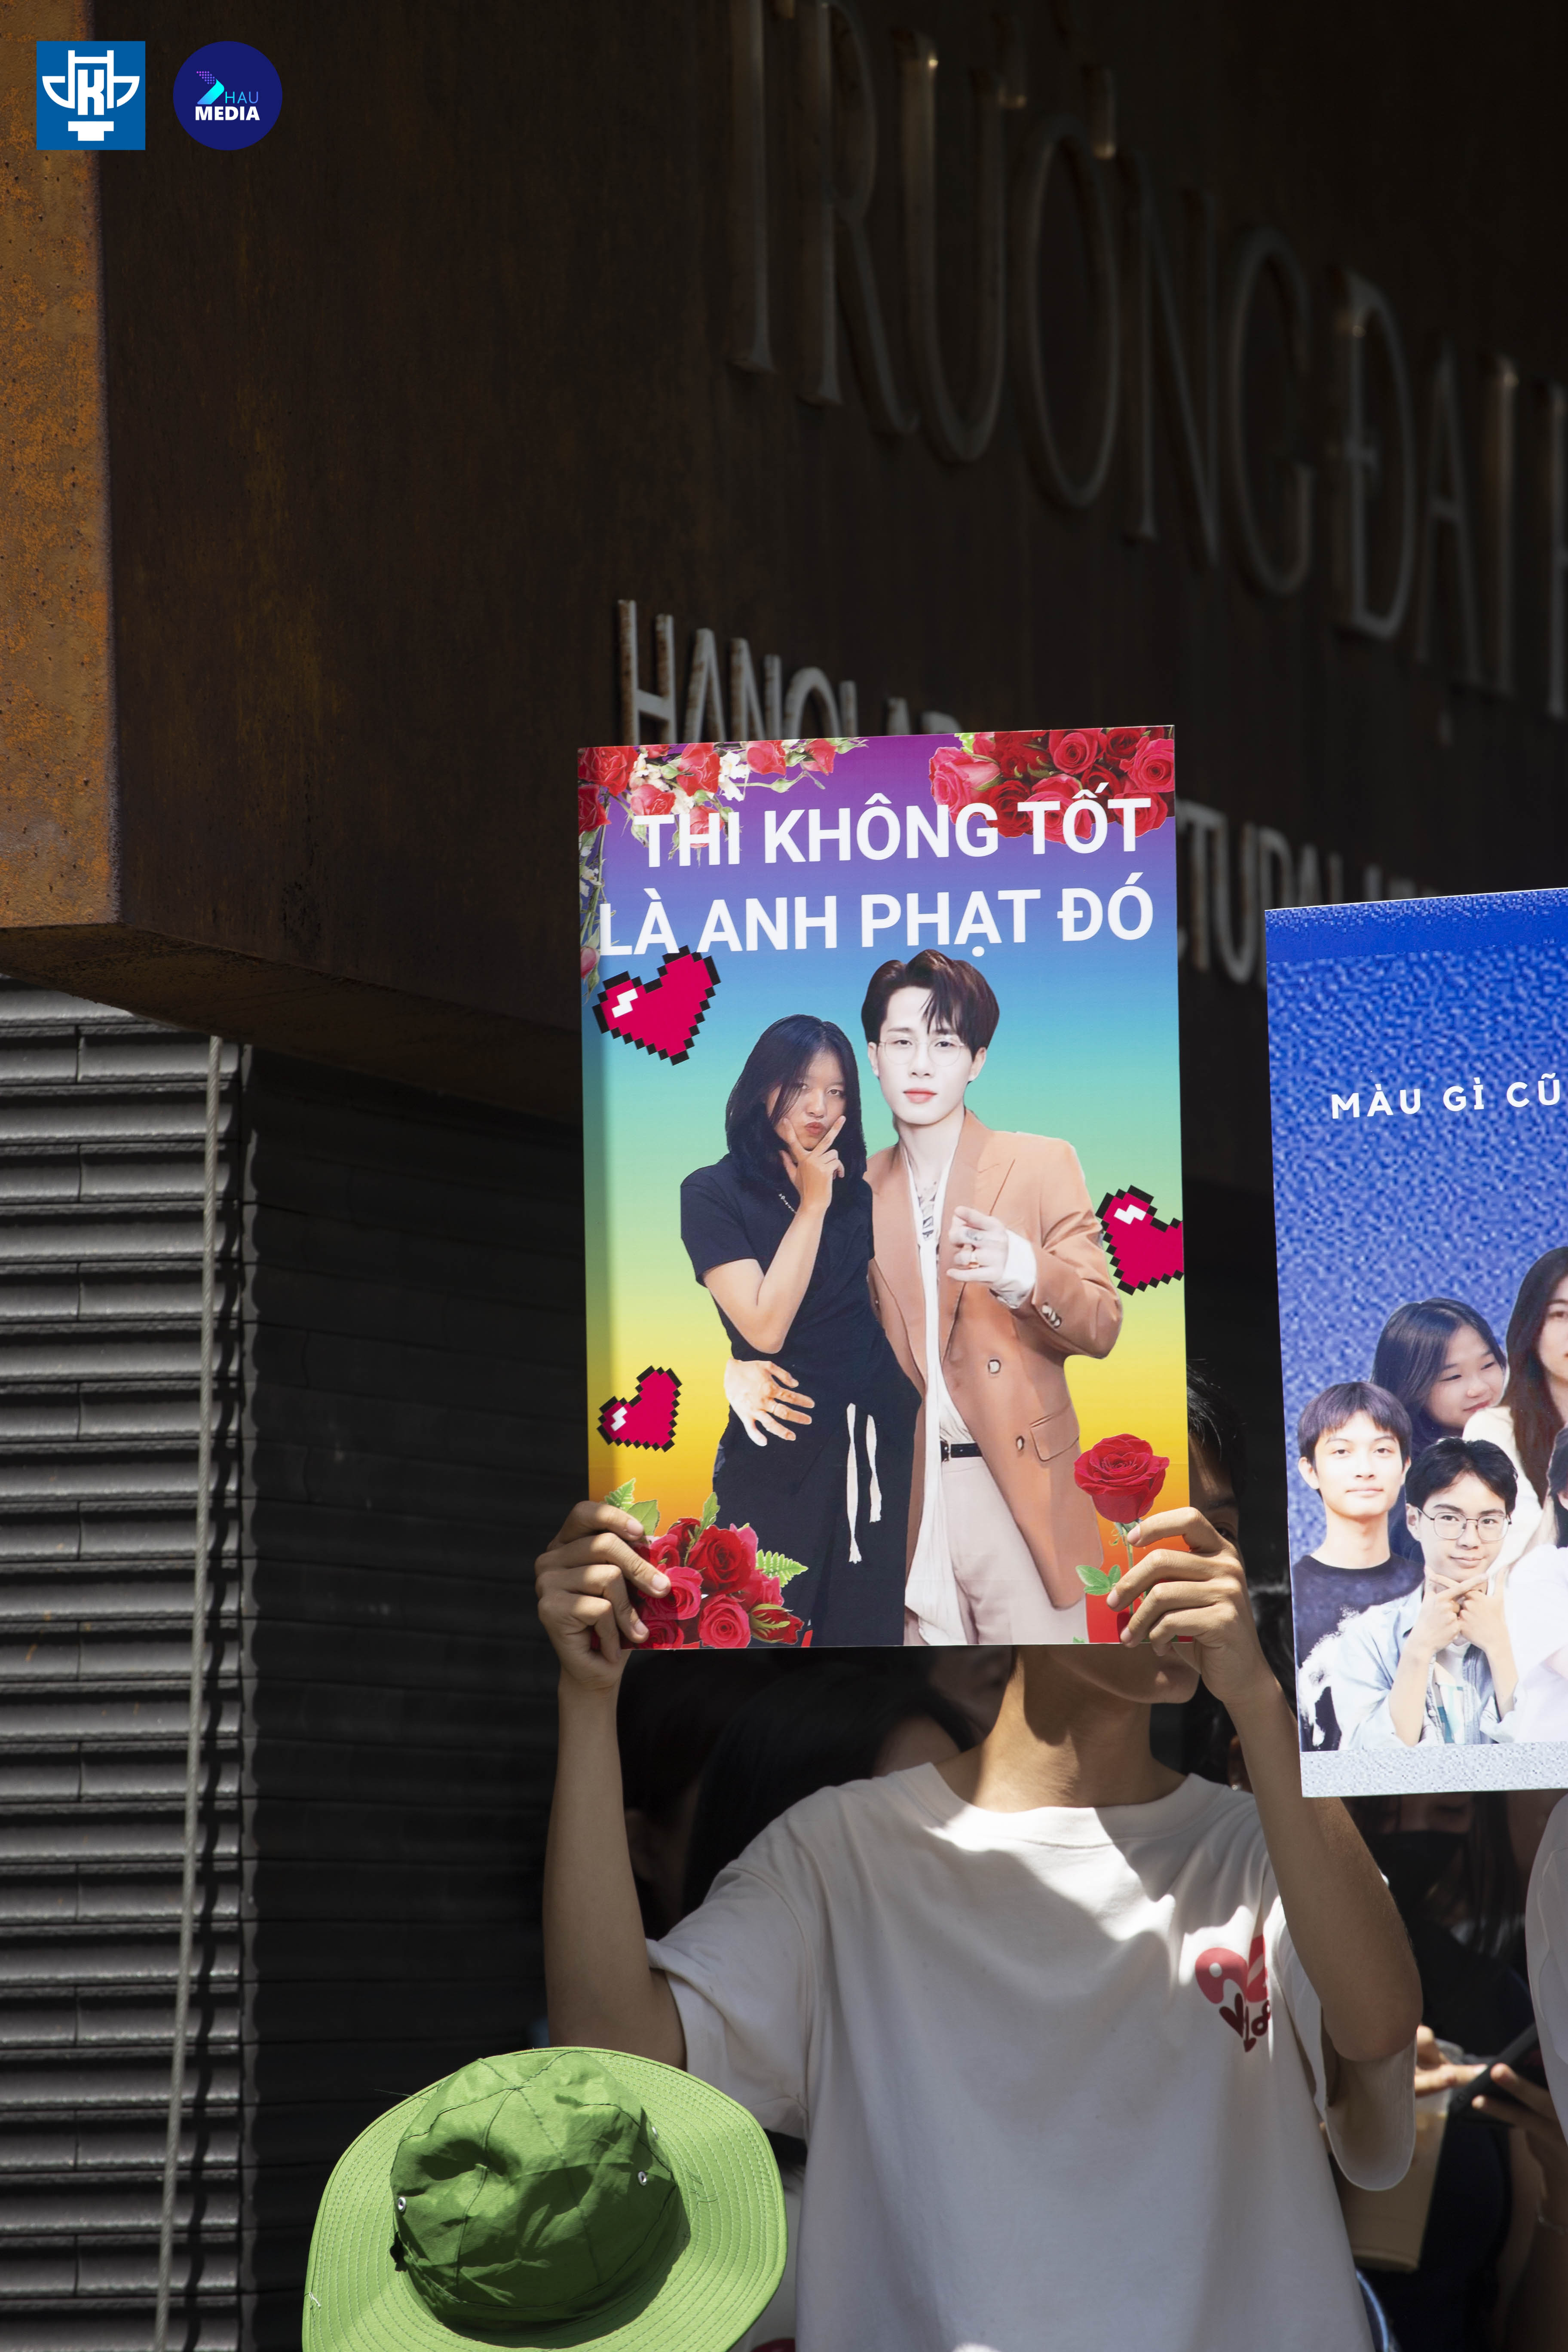 HAU
MEDIA
TRƯỜNG ĐẠI
HANOI
THI KHÔNG TỐT
LÀ ANH PHẠT ĐÓ
MÀU GÌ CŨ